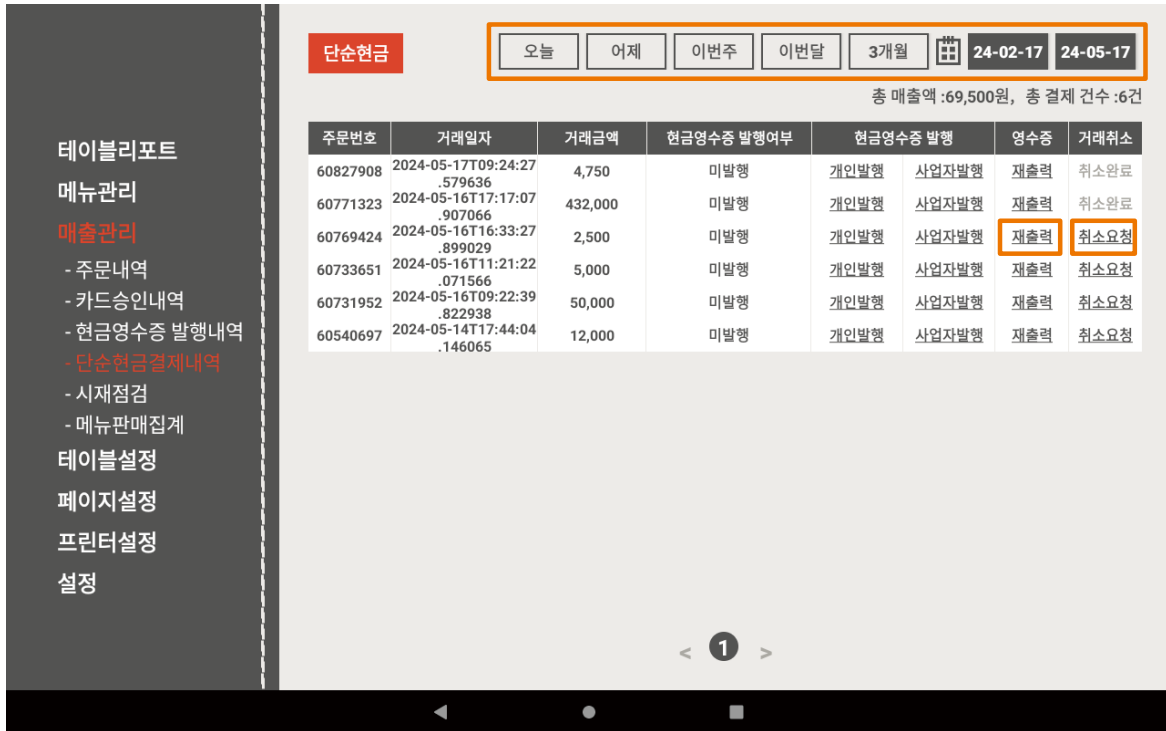 단순현금
오늘 어제 이번주 이번달 3개월 24-02-17 24-05-17
총 매출액 :69,500원, 총 결제 건수 :6건
테이블리포트
메뉴관리
매출관리
- 주문내역
- 카드승인내역
- 현금영수증 발행내역
- 단순현금결제내역
- 시재점검
- 메뉴판매집계
테이블설정
페이지설정
프린터설정
설정
주문번호 거래일자 거래금액 현금영수증 발행여부 현금영수증 발행 영수증 거래취소
60827908 2024-05-17T09:24:27 4,750 미발행 개인발행 사업자발행 재출력 취소완료
.579636
60771323 2024-05-16T17:17:07 432,000 미발행 개인발행 사업자발행 재출력 취소완료
.907066
60769424 2024-05-16T16:33:27 2,500 미발행 개인발행 사업자발행 재출력 취소요청
.899029
60733651 2024-05-16T11:21:22 5,000 미발행 개인발행 사업자발행 재출력 취소요청
.071566
60731952 2024-05-16T09:22:39 50,000 미발행 개인발행 사업자발행 재출력 취소요청
.822938
60540697 2024-05-14T17:44:04 12,000 미발행 개인발행 사업자발행 재출력 취소요청
.146065
< 1 >